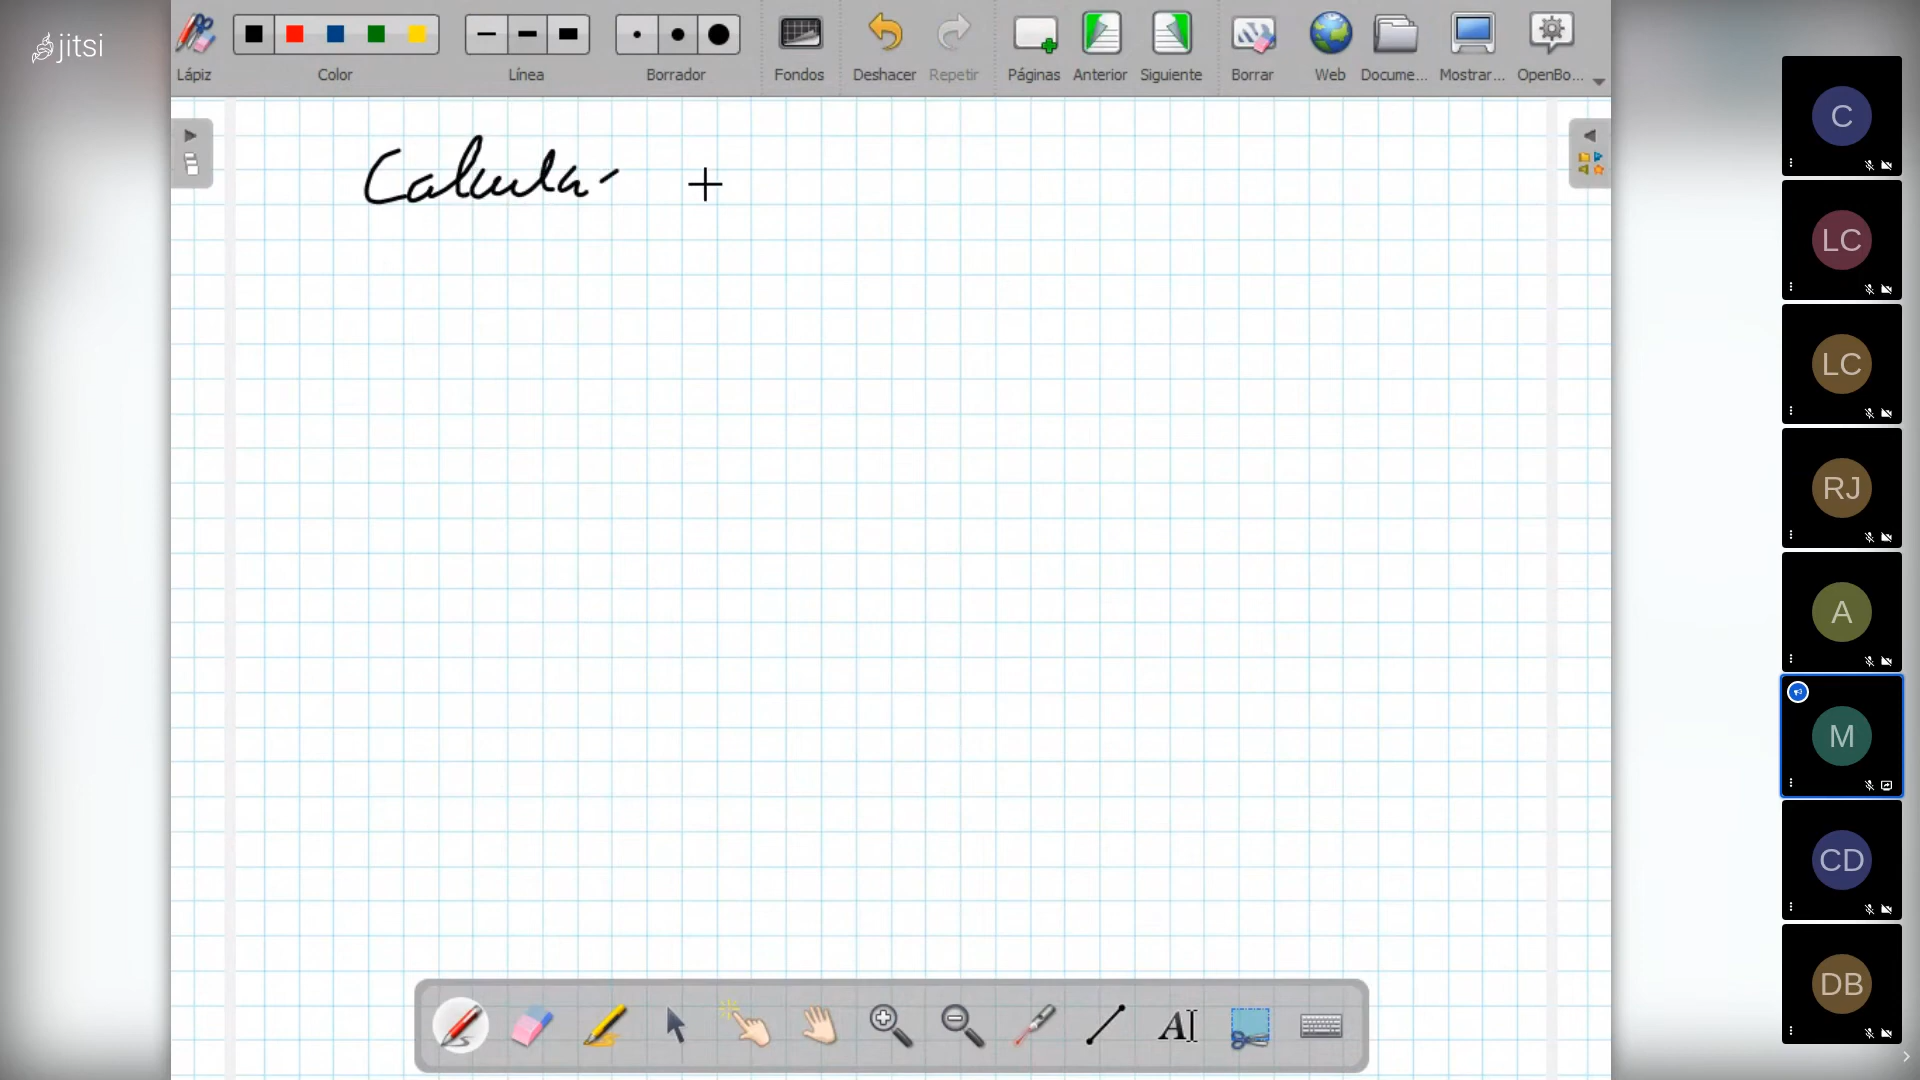 jitsi
Lápiz Color Línea Borrador Fondos Deshacer Repetir Páginas Anterior Siguiente Borrar Web Docume... Mostrar... OpenBo...
Calcular
C
LC
LC
RJ
A
M
CD
DB